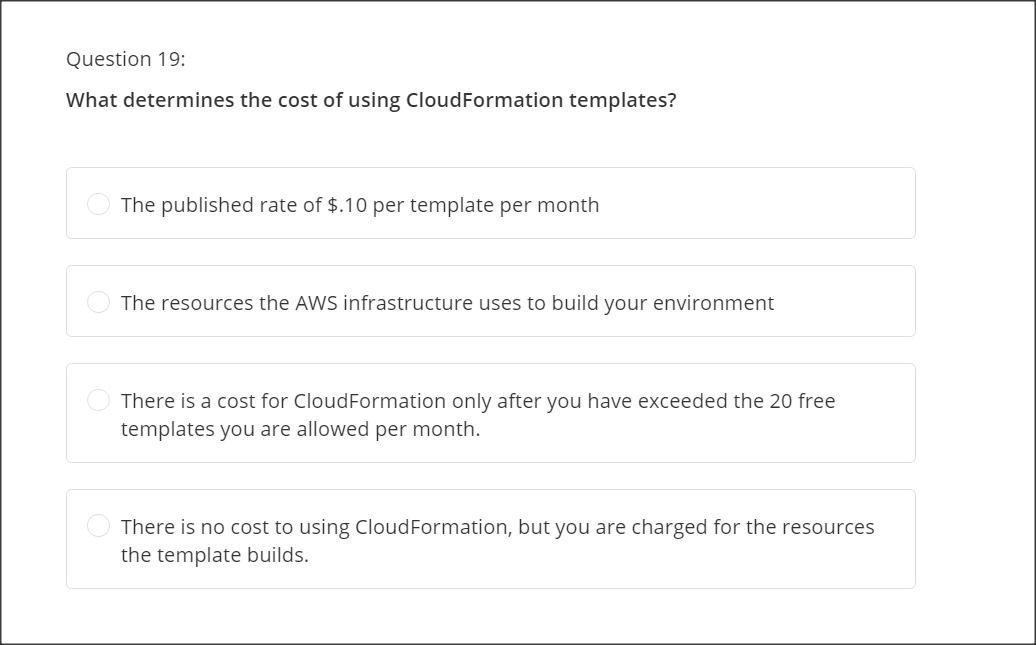 Question 19:
What determines the cost of using CloudFormation templates?
The published rate of $.10 per template per month
The resources the AWS infrastructure uses to build your environment
There is a cost for CloudFormation only after you have exceeded the 20 free
templates you are allowed per month.
There is no cost to using CloudFormation, but you are charged for the resources
the template builds.